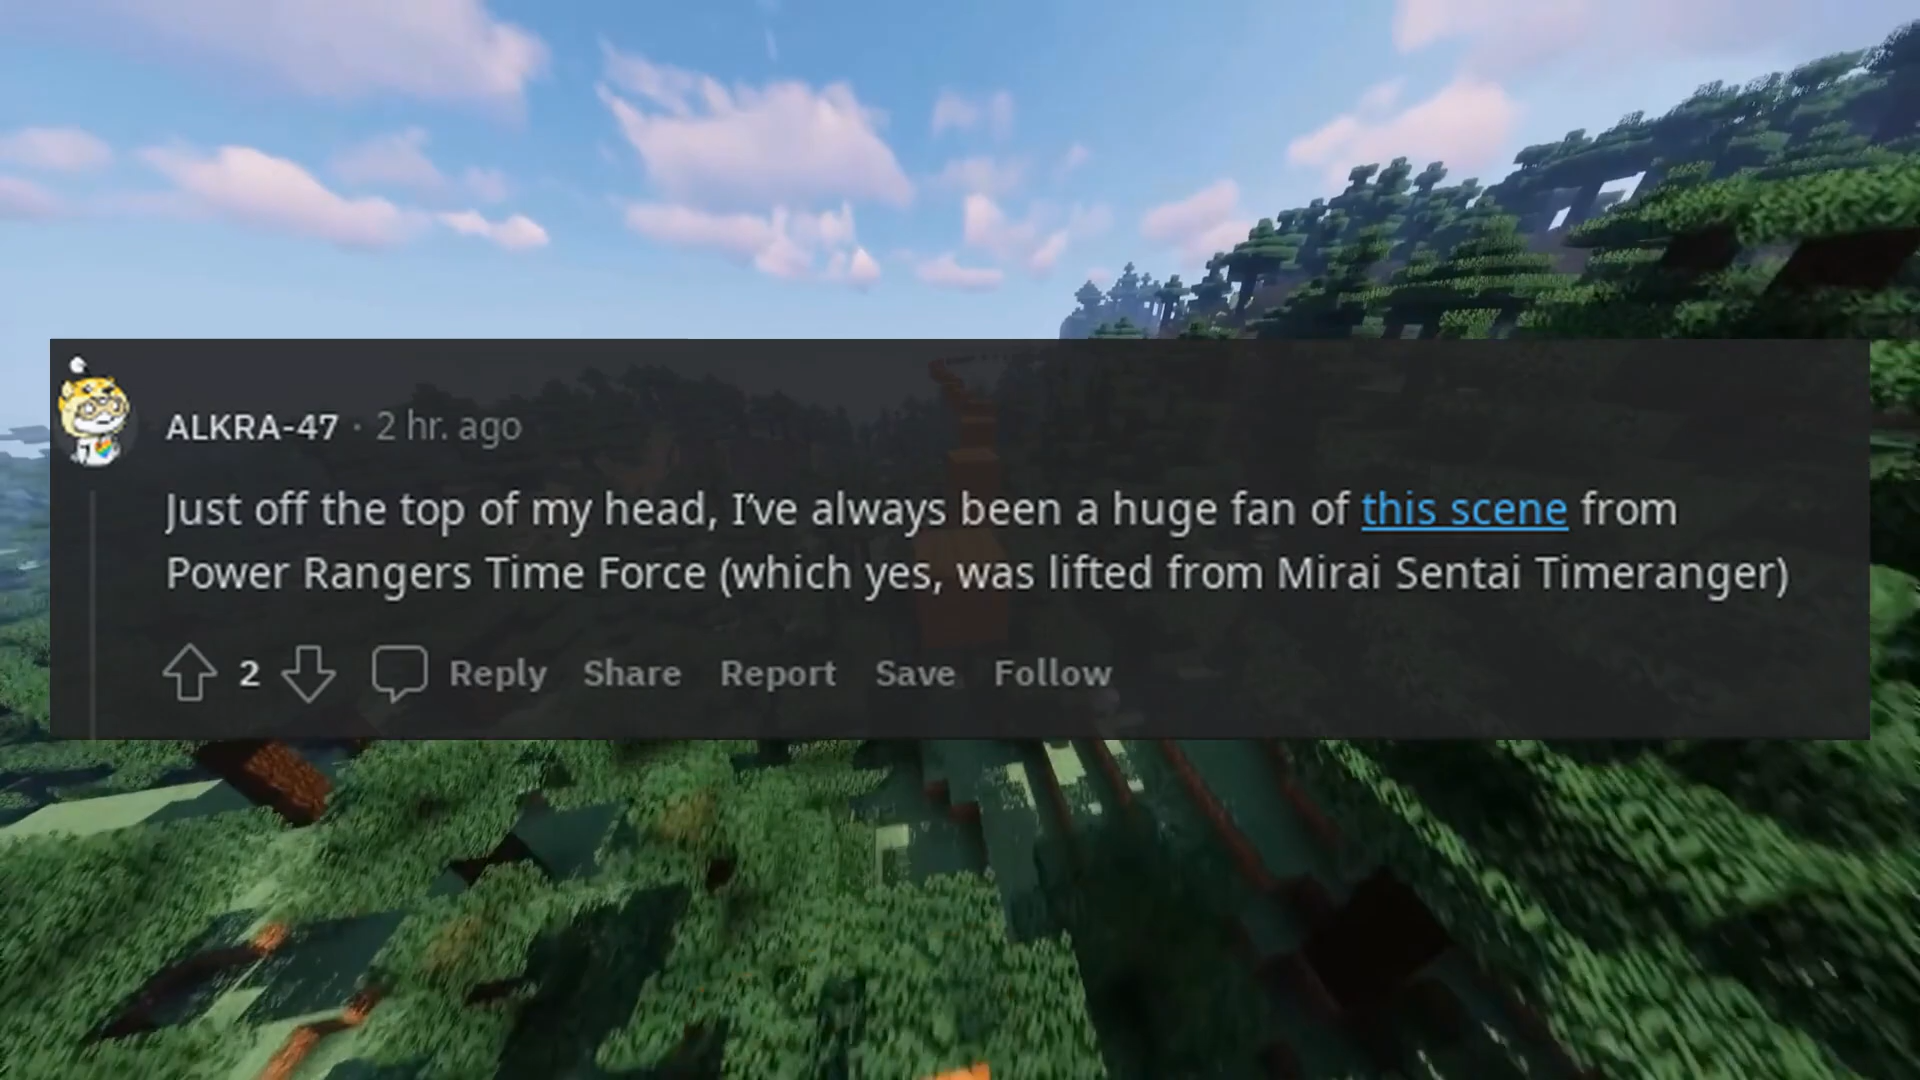 ALKRA-47 · 2 hr. ago
Just off the top of my head, I've always been a huge fan of this scene from
Power Rangers Time Force (which yes, was lifted from Mirai Sentai Timeranger)
2 Reply Share Report Save Follow